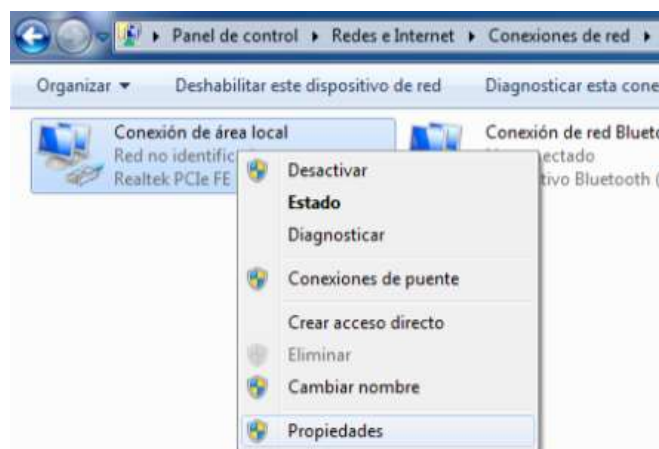 Panel de control Redes e Internet Conexiones de red
Organizar Deshabilitar este dispositivo de red Diagnosticar esta cone
Conexión de área local
Red no identific
Realtek PCIe FE
Conexión de red Blueto
ectado
tivo Bluetooth (
Desactivar
Estado
Diagnosticar
Conexiones de puente
Crear acceso directo
Eliminar
Cambiar nombre
Propiedades